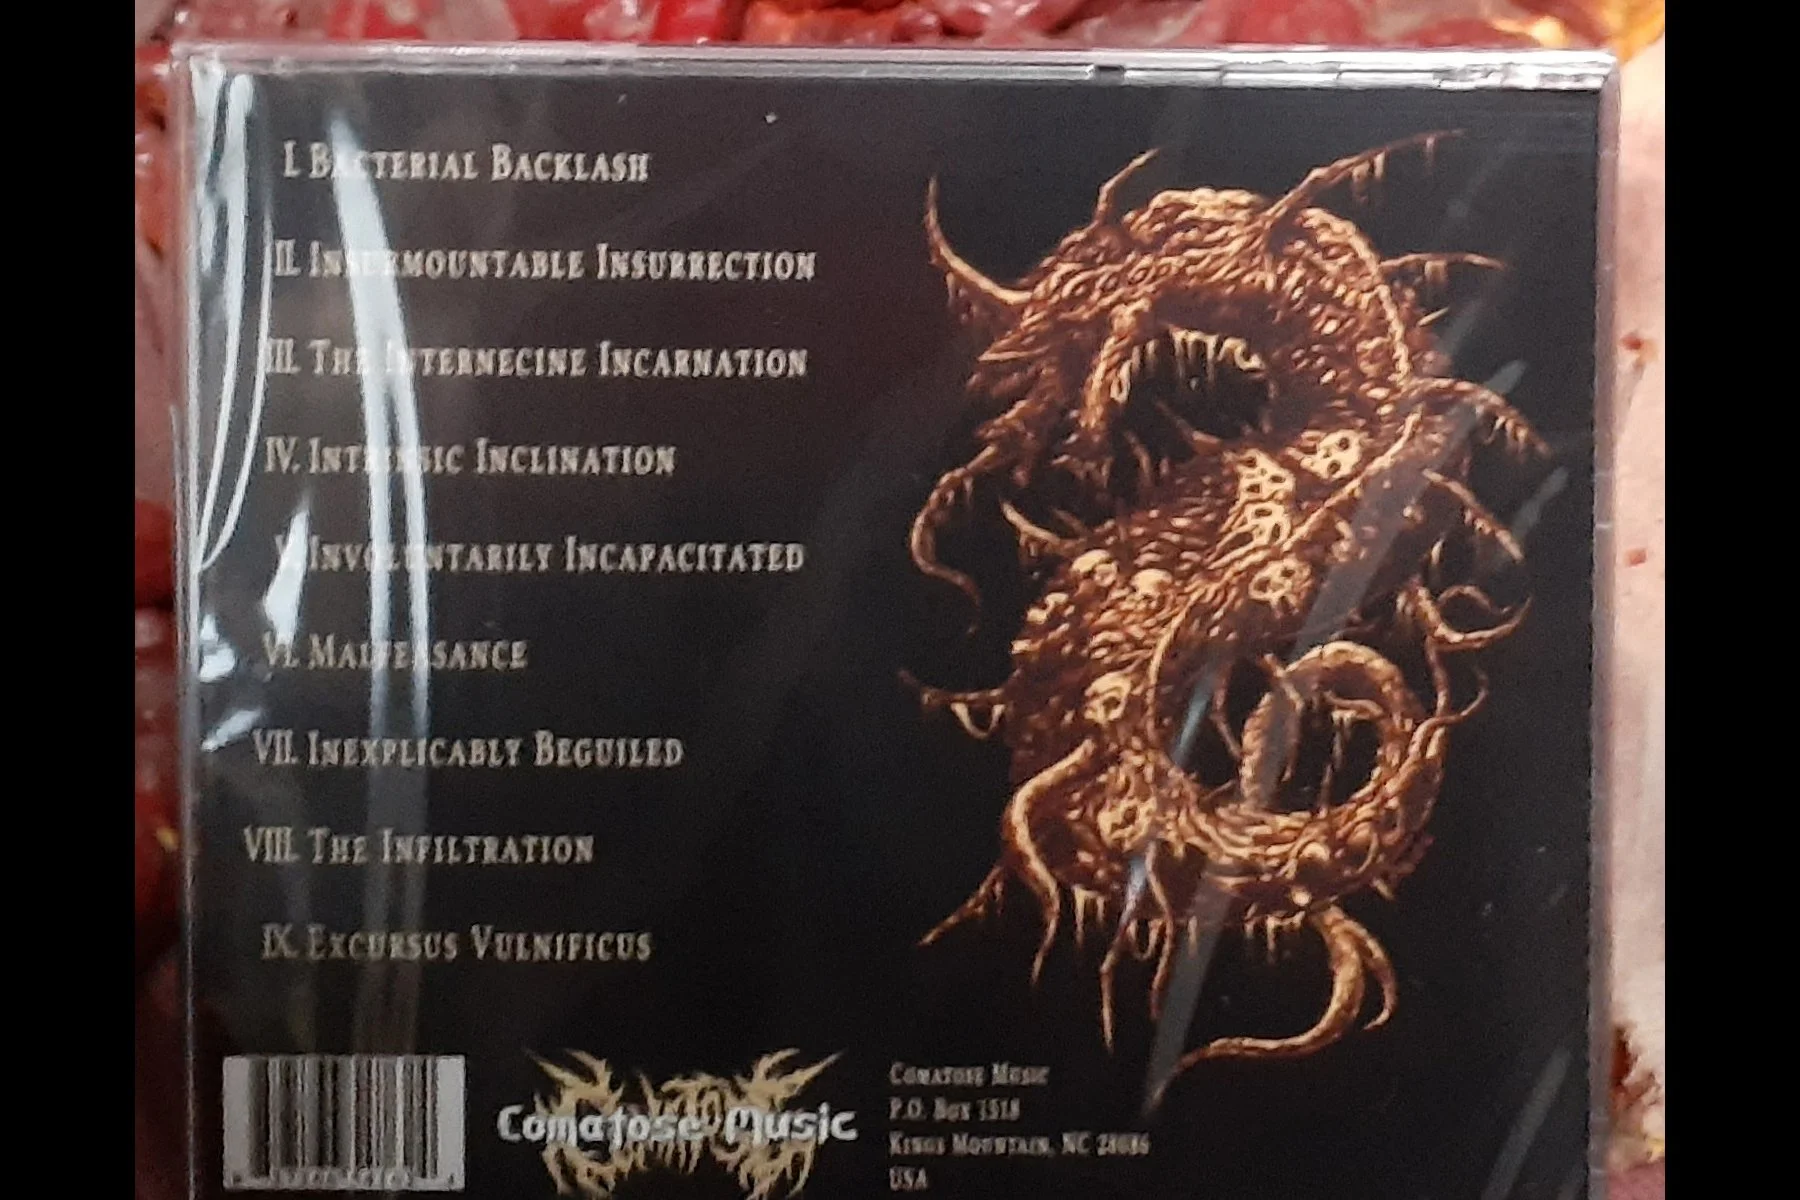 I. Bacterial Backlash
II. Insurmountable Insurrection
III. The Internecine Incarnation
IV. Intrinsic Inclination
V. Involuntarily Incapacitated
VI. Malfeasance
VII. Inexplicably Beguiled
VIII. The Infiltration
IX. Excursus Vulnificus
Comatose Music
Comatose Music
P.O. Box 1518
Kings Mountain, NC 28086
USA